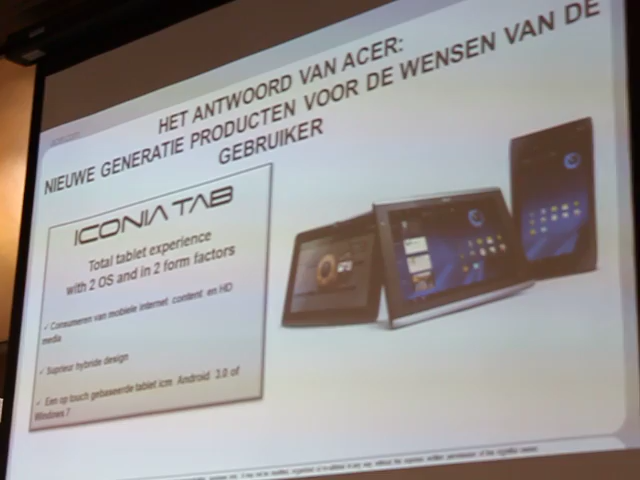 HET ANTWOORD VAN ACER:
NIEUWE GENERATIE PRODUCTEN VOOR DE WENSEN VAN DE
GEBRUIKER
ICONIA TAB
Total tablet experience
with 2 OS and in 2 form factors
✓ Consumeren van mobiele internet content en HD
media
✓ Suprieur hybride design
✓ Een op touch gebaseerde tablet icm Android 3.0 of
Windows 7